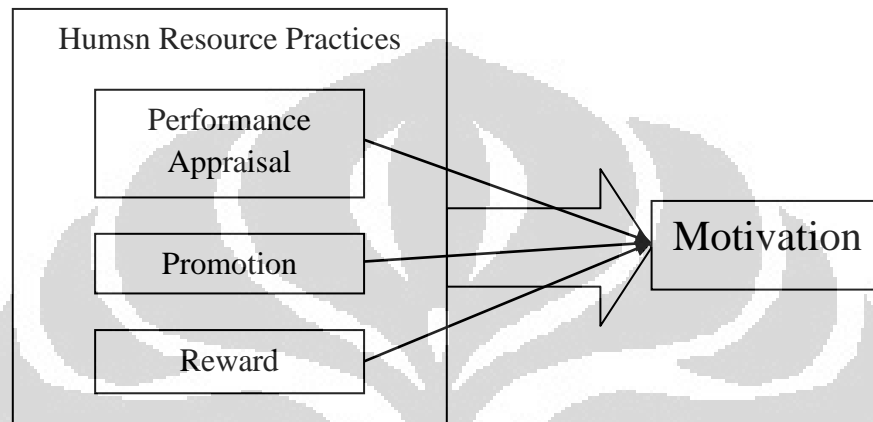 Humsn Resource Practices
Performance
Appraisal
Promotion
Motivation
Reward